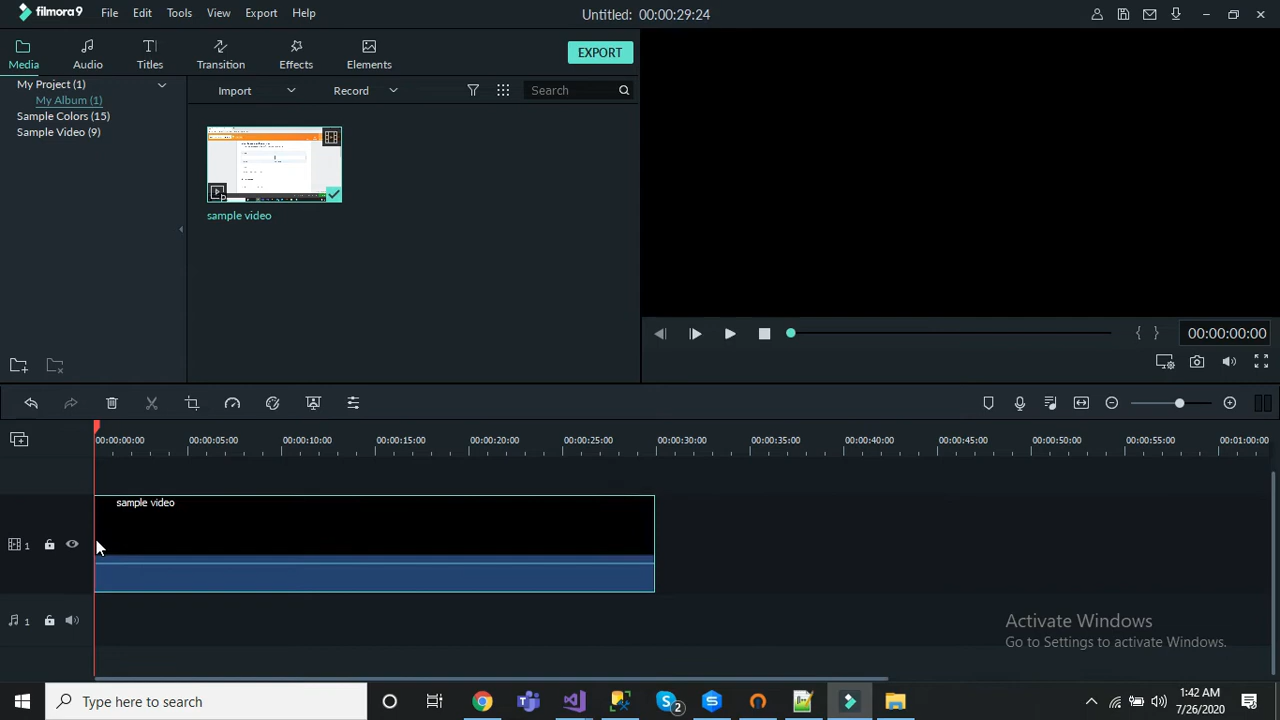 filmora9 File Edit Tools View Export Help Untitled: 00:00:29:24
Media Audio Titles Transition Effects Elements EXPORT
My Project (1) Import Record Search
My Album (1)
Sample Colors (15)
Sample Video (9)
sample video
00:00:00:00
00:00:00:00 00:00:05:00 00:00:10:00 00:00:15:00 00:00:20:00 00:00:25:00 00:00:30:00 00:00:35:00 00:00:40:00 00:00:45:00 00:00:50:00 00:00:55:00 00:01:00:00
sample video
1
1
Activate Windows
Go to Settings to activate Windows.
Type here to search
2
1:42 AM
7/26/2020